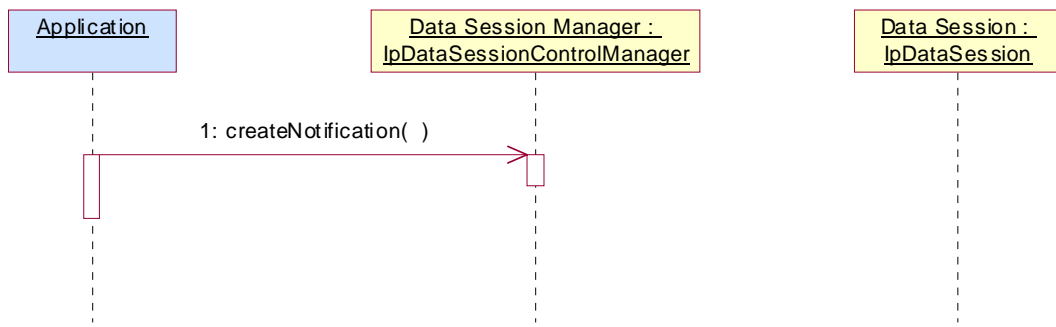 Application
Data Session Manager :
IpDataSessionControlManager
Data Session :
IpDataSession
1: createNotification( )